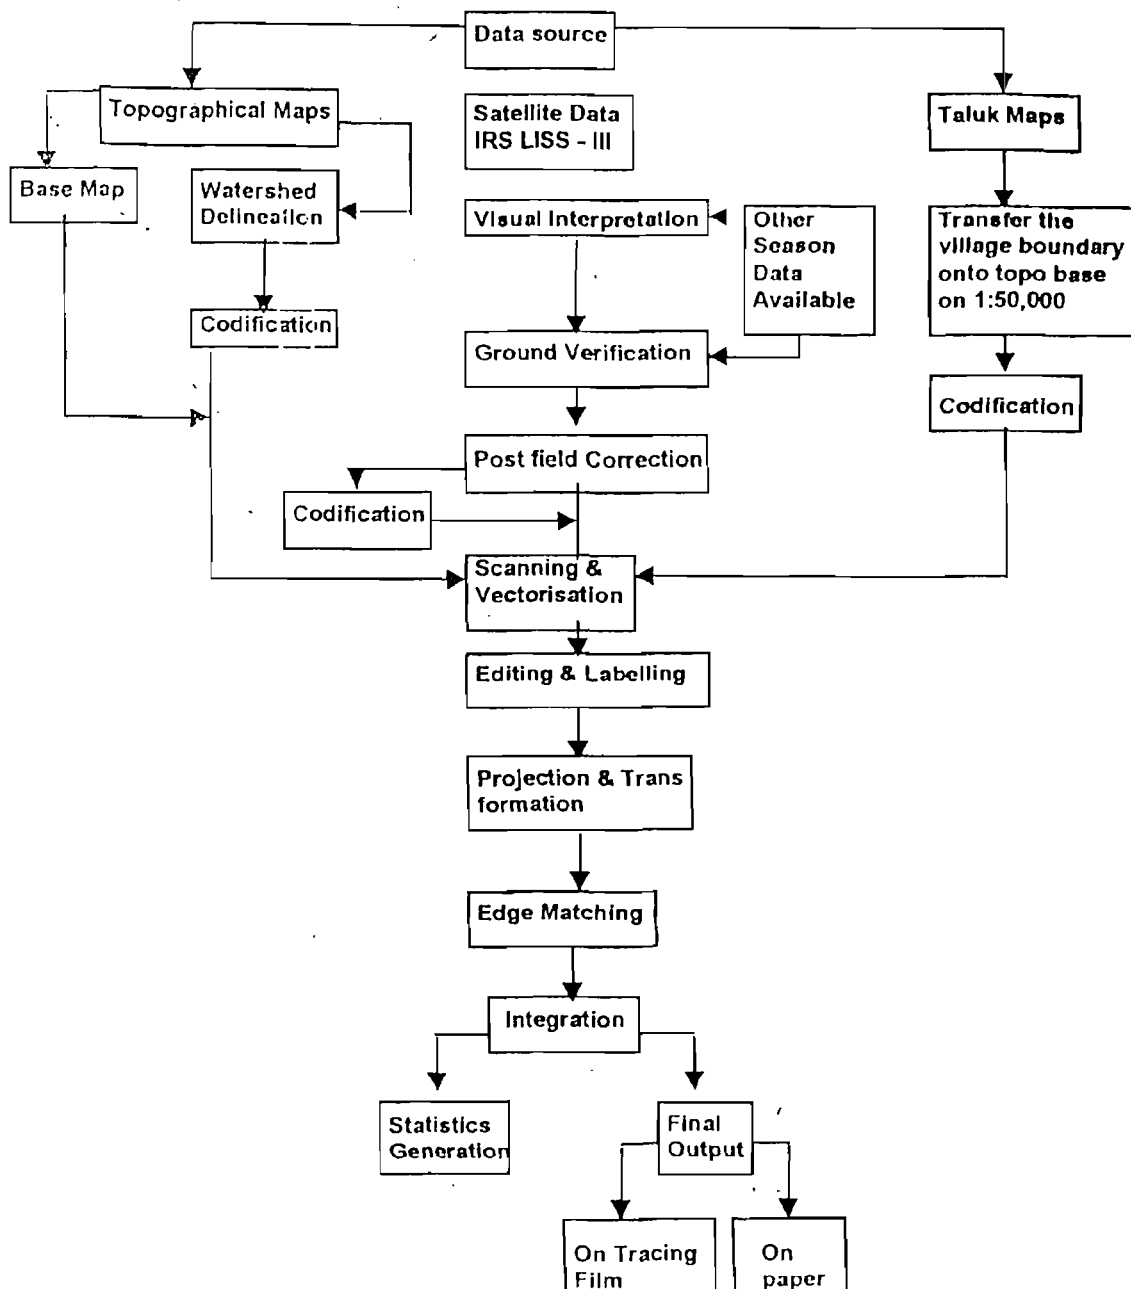 Data source
Topographical Maps
Satellite Data
IRS LISS - III
Taluk Maps
Base Map
Watershed
Delineation
Visual Interpretation
Other
Season
Data
Available
Transfer the
village boundary
onto topo base
on 1:50,000
Codification
Ground Verification
Codification
Post field Correction
Codification
Scanning &
Vectorisation
Editing & Labelling
Projection & Trans
formation
Edge Matching
Integration
Statistics
Generation
Final
Output
On Tracing
Film
On
paper